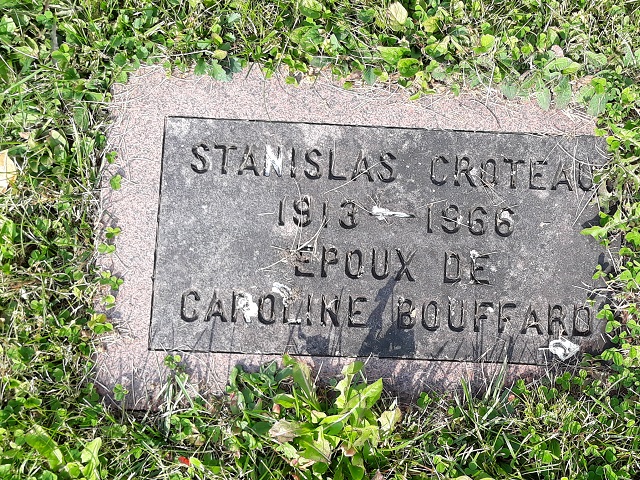 STANISLAS CROTEAU
1913 — 1966
EPOUX DE
CAROLINE BOUFFARD